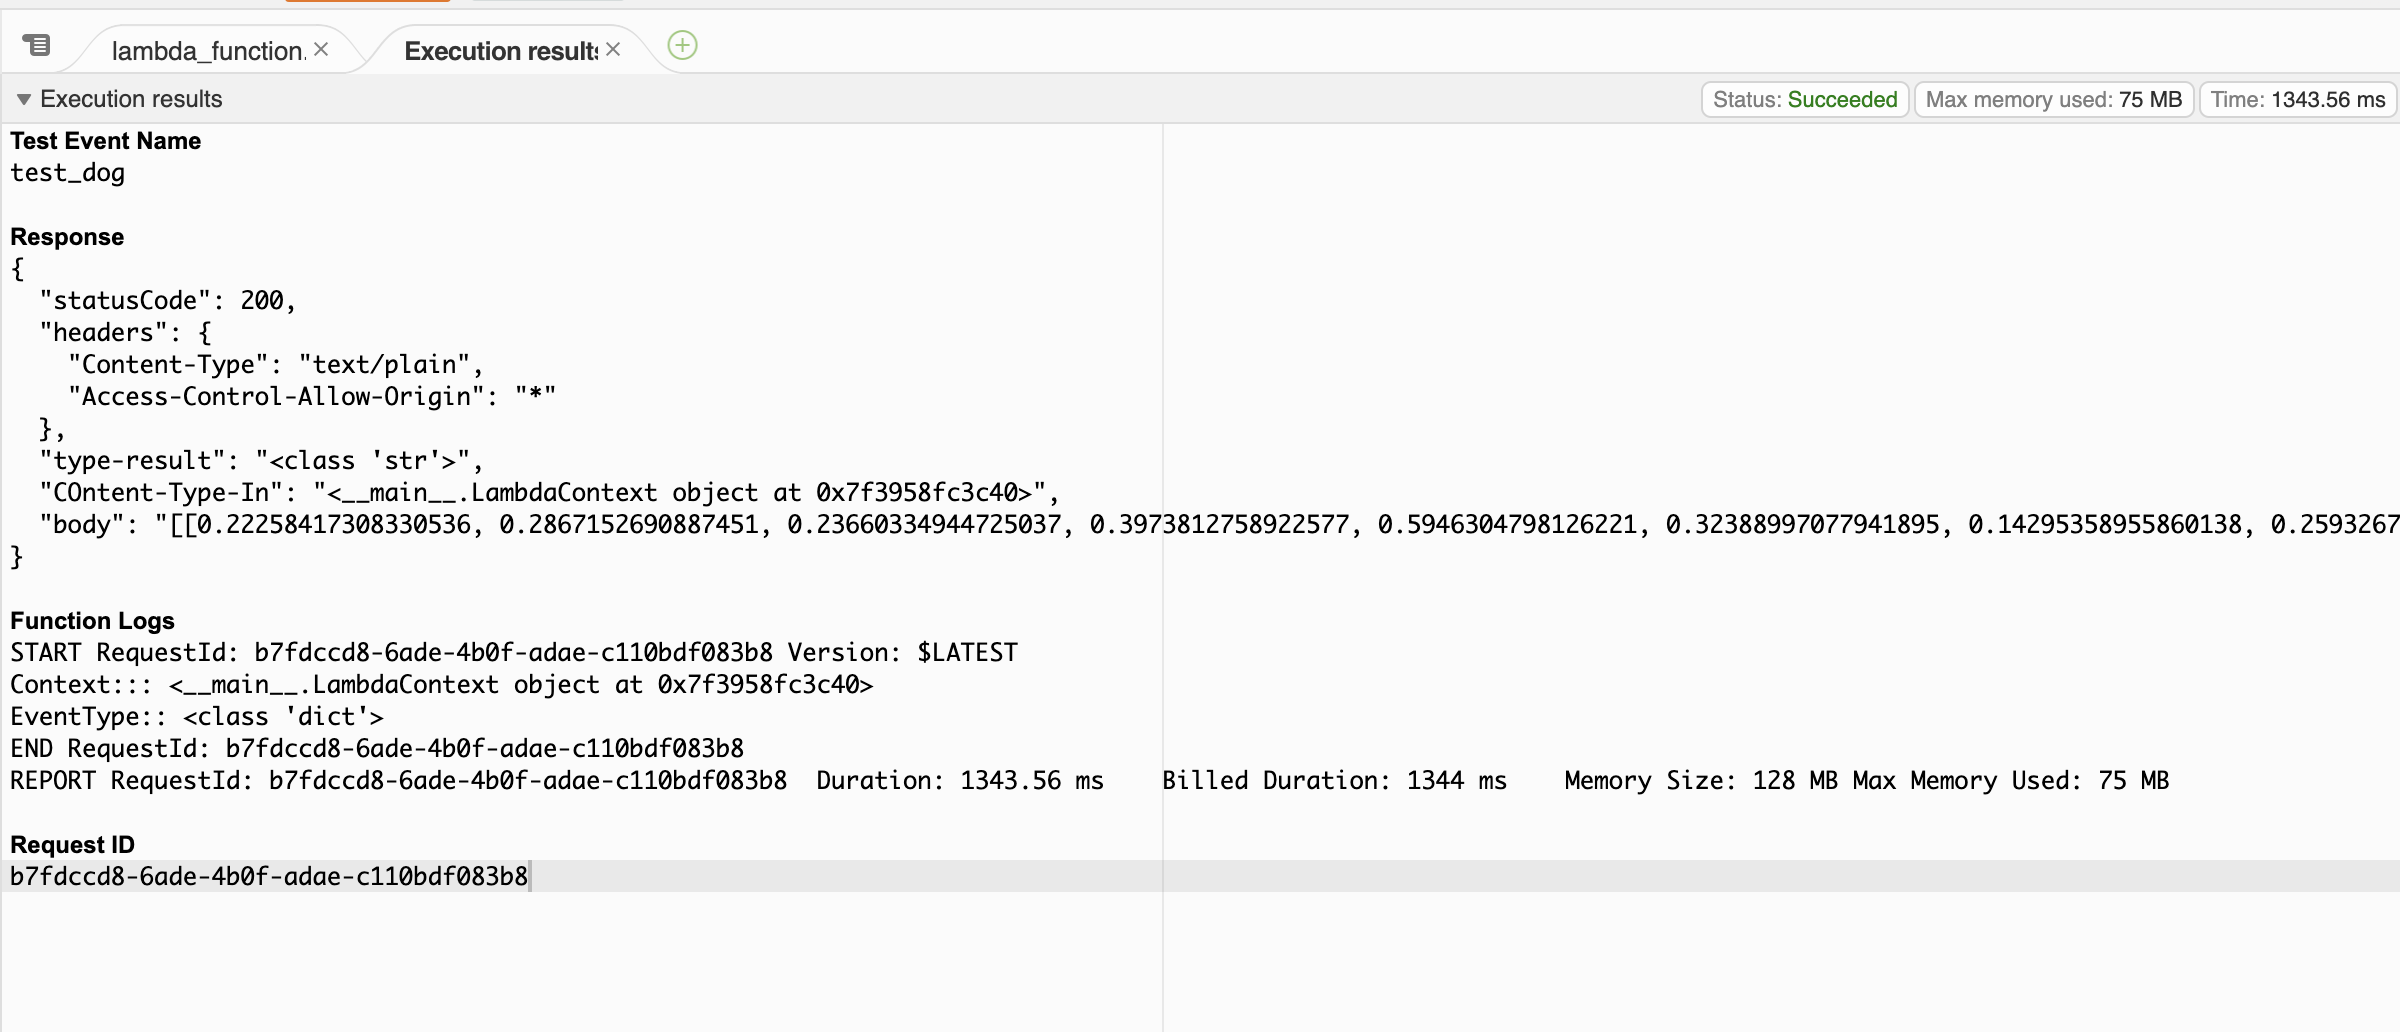 lambda_function.
Execution results
Execution results
Status: Succeeded
Max memory used: 75 MB
Time: 1343.56 ms
Test Event Name
test_dog
Response
{
  "statusCode": 200,
  "headers": {
    "Content-Type": "text/plain",
    "Access-Control-Allow-Origin": "*"
  },
  "type-result": "<class 'str'>",
  "COntent-Type-In": "<__main__.LambdaContext object at 0x7f3958fc3c40>",
  "body": "[[0.22258417308330536, 0.2867152690887451, 0.23660334944725037, 0.3973812758922577, 0.5946304798126221, 0.32388997077941895, 0.14295358955860138, 0.2593267
}
Function Logs
START RequestId: b7fdccd8-6ade-4b0f-adae-c110bdf083b8 Version: $LATEST
Context::: <__main__.LambdaContext object at 0x7f3958fc3c40>
EventType:: <class 'dict'>
END RequestId: b7fdccd8-6ade-4b0f-adae-c110bdf083b8
REPORT RequestId: b7fdccd8-6ade-4b0f-adae-c110bdf083b8  Duration: 1343.56 ms    Billed Duration: 1344 ms    Memory Size: 128 MB Max Memory Used: 75 MB
Request ID
b7fdccd8-6ade-4b0f-adae-c110bdf083b8